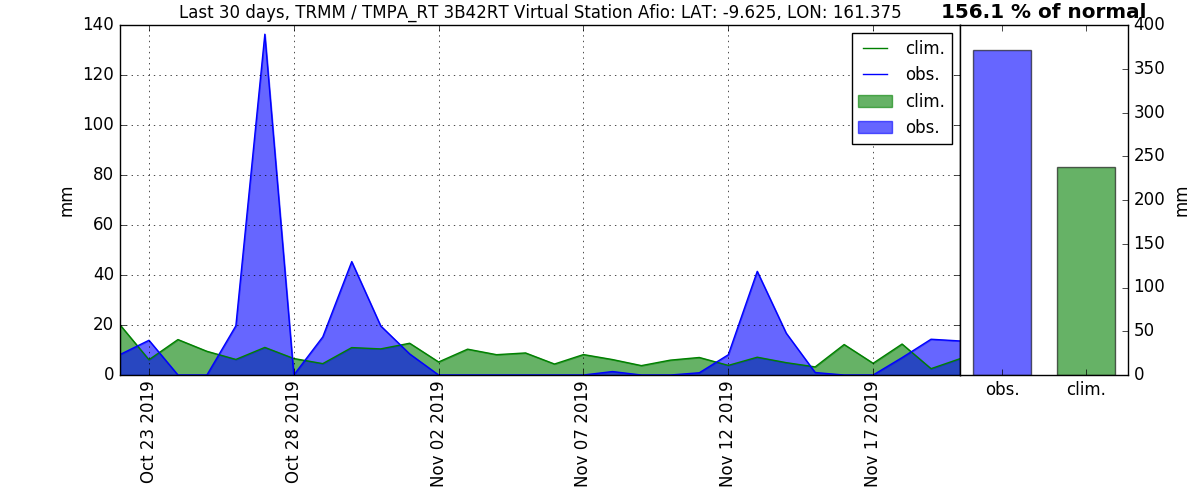 Last 30 days, TRMM / TMPA_RT 3B42RT Virtual Station Afio: LAT: -9.625, LON: 161.375
156.1 % of normal
140
120
100
80
60
40
20
0
mm
clim.
obs.
clim.
obs.
400
350
300
250
200
150
100
50
0
mm
Oct 23 2019
Oct 28 2019
Nov 02 2019
Nov 07 2019
Nov 12 2019
Nov 17 2019
obs.
clim.